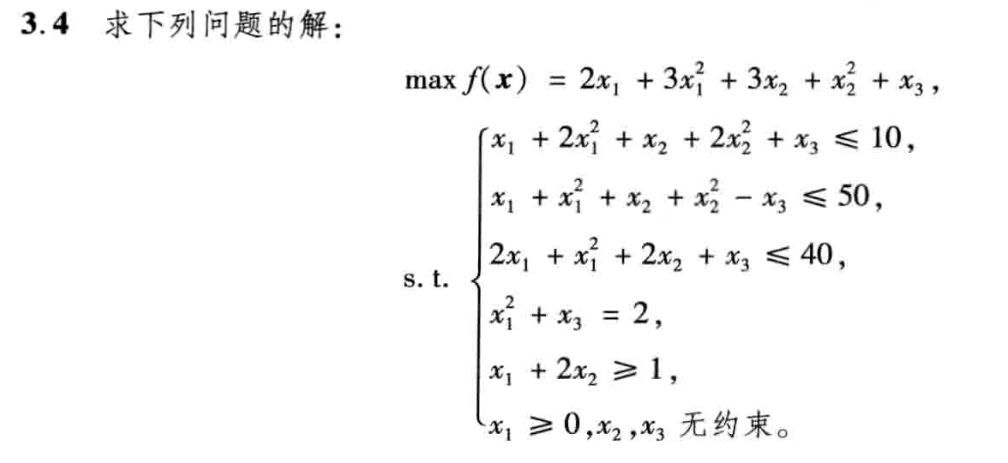 3.4 求下列问题的解:
max f(x) = 2x₁ + 3x₁² + 3x₂ + x₂² + x₃,
x₁ + 2x₁² + x₂ + 2x₂² + x₃ ⩽ 10,
x₁ + x₁² + x₂ + x₂² − x₃ ⩽ 50,
2x₁ + x₁² + 2x₂ + x₃ ⩽ 40,
s. t.
x₁² + x₃ = 2,
x₁ + 2x₂ ⩾ 1,
x₁ ⩾ 0,x₂,x₃ 无约束。